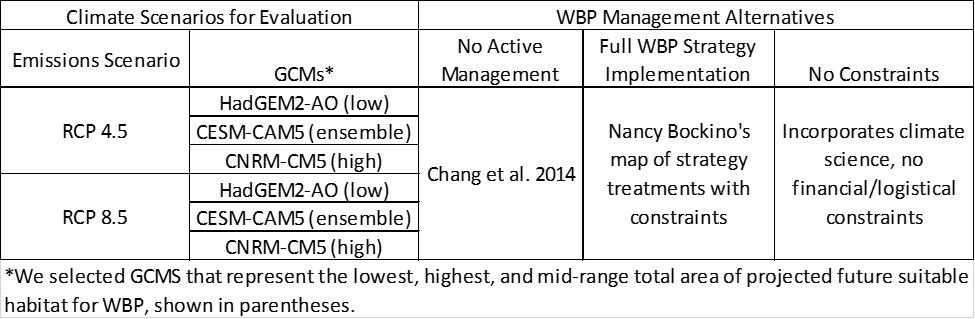 Climate Scenarios for Evaluation
WBP Management Alternatives
Emissions Scenario
GCMs*
No Active
Management
Full WBP Strategy
Implementation
No Constraints
RCP 4.5
HadGEM2-AO (low)
CESM-CAM5 (ensemble)
CNRM-CM5 (high)
RCP 8.5
HadGEM2-AO (low)
CESM-CAM5 (ensemble)
CNRM-CM5 (high)
Chang et al. 2014
Nancy Bockino's
map of strategy
treatments with
constraints
Incorporates climate
science, no
financial/logistical
constraints
*We selected GCMS that represent the lowest, highest, and mid-range total area of projected future suitable
habitat for WBP, shown in parentheses.